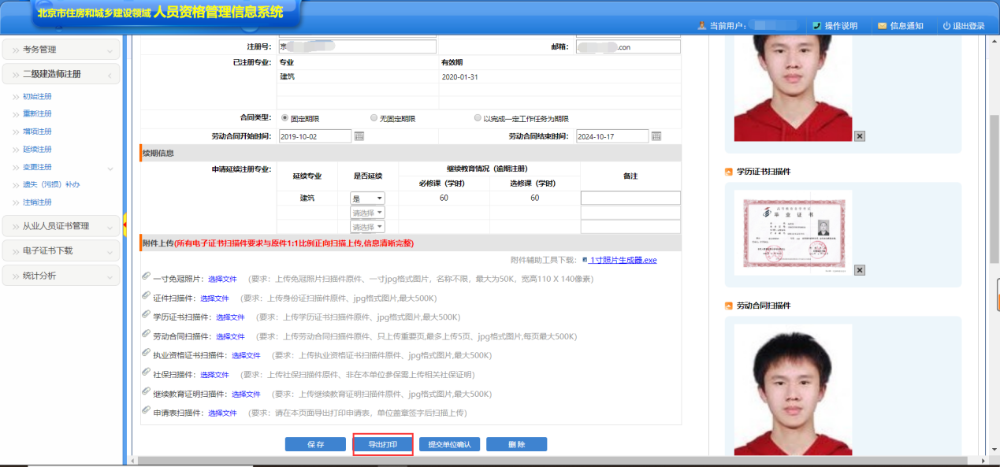 北京市住房和城乡建设领域 人员资格管理信息系统
当前用户： 操作说明 信息通知 退出登录
考务管理
二级建造师注册
初始注册
重新注册
增项注册
延续注册
变更注册
遗失（污损）补办
注销注册
从业人员证书管理
电子证书下载
统计分析
注册号： 京 邮箱： .con
已注册专业： 专业 有效期
建筑 2020-01-31
合同类型： 固定期限 无固定期限 以完成一定工作任务为期限
劳动合同开始时间： 2019-10-02 劳动合同结束时间： 2024-10-17
续期信息
申请延续注册专业： 延续专业 是否延续 继续教育情况（逾期注册） 备注
必修课（学时） 选修课（学时）
建筑 是 60 60
请选择
请选择
附件上传(所有电子证书扫描件要求与原件1:1比例正向扫描上传,信息清晰完整)
附件辅助工具下载： 1寸照片生成器.exe
一寸免冠照片：选择文件 （要求：上传免冠照片扫描件原件、一寸jpg格式图片，名称不限，最大为50K，宽高110 X 140像素）
证件扫描件：选择文件 （要求：上传身份证扫描件原件、jpg格式图片,最大500K）
学历证书扫描件：选择文件 （要求：上传学历证书扫描件原件、jpg格式图片,最大500K）
劳动合同扫描件：选择文件 （要求：上传劳动合同扫描件原件、只上传重要页,最多上传5页、jpg格式图片,每页最大500K）
执业资格证书扫描件：选择文件 （要求：上传执业资格证书扫描件原件、jpg格式图片,最大500K）
社保扫描件：选择文件 （要求：上传社保扫描件原件、非在本单位参保需上传相关社保证明）
继续教育证明扫描件：选择文件 （要求：上传继续教育证明扫描件原件、jpg格式图片,最大500K）
申请表扫描件：选择文件 （要求：请在本页面导出打印申请表，单位盖章签字后扫描上传）
保 存 导出打印 提交单位确认 删 除
学历证书扫描件
毕业证书
劳动合同扫描件